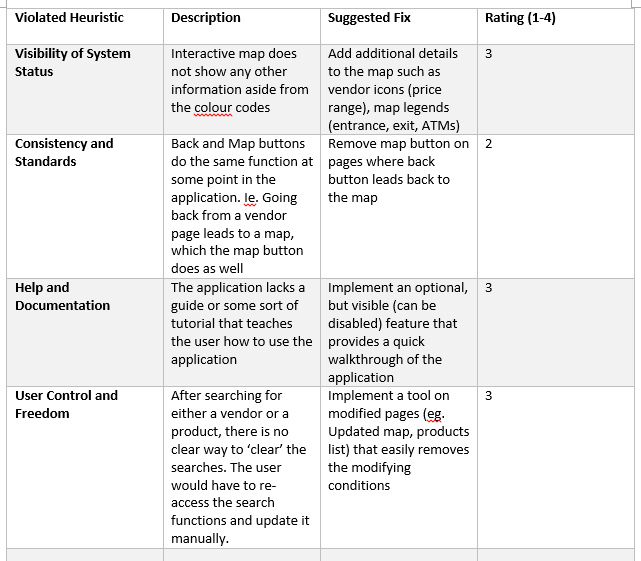 Violated Heuristic
Description
Suggested Fix
Rating (1-4)
Visibility of System
Status
Interactive map does
not show any other
information aside from
the colour codes
Add additional details
to the map such as
vendor icons (price
range), map legends
(entrance, exit, ATMs)
3
Consistency and
Standards
Back and Map buttons
do the same function at
some point in the
application. Ie. Going
back from a vendor
page leads to a map,
which the map button
does as well
Remove map button on
pages where back
button leads back to
the map
2
Help and
Documentation
The application lacks a
guide or some sort of
tutorial that teaches
the user how to use the
application
Implement an optional,
but visible (can be
disabled) feature that
provides a quick
walkthrough of the
application
3
User Control and
Freedom
After searching for
either a vendor or a
product, there is no
clear way to ‘clear’ the
searches. The user
would have to re-
access the search
functions and update it
manually.
Implement a tool on
modified pages (eg.
Updated map, products
list) that easily removes
the modifying
conditions
3